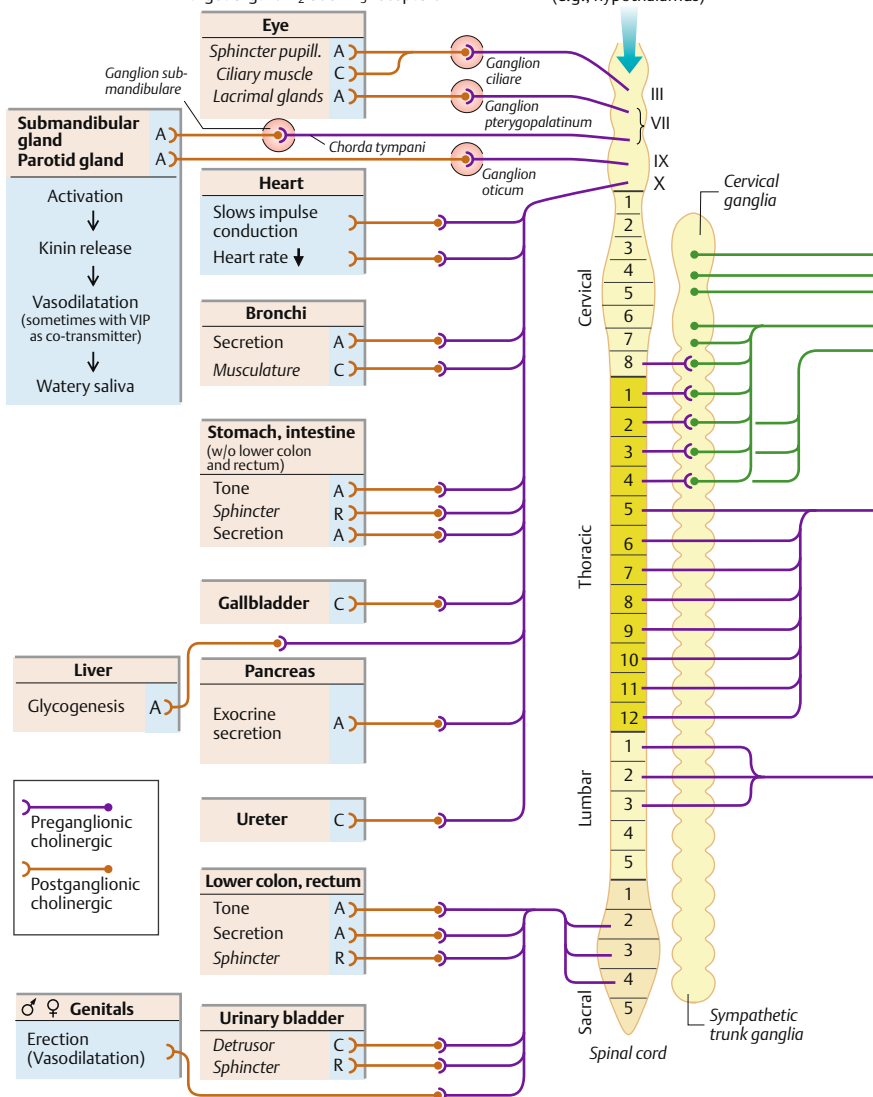 (e.g., hypothalamus)
Eye
Sphincter pupill. A
Ciliary muscle C
Lacrimal glands A
Ganglion sub-
mandibulare
Ganglion
ciliare
Ganglion
pterygopalatinum
III
VII
IX
X
Submandibular
gland A
Parotid gland A
Chorda tympani
Ganglion
oticum
Activation
Kinin release
Vasodilatation
(sometimes with VIP
as co-transmitter)
Watery saliva
Heart
Slows impulse
conduction
Heart rate
Bronchi
Secretion A
Musculature C
Stomach, intestine
(w/o lower colon
and rectum)
Tone A
Sphincter R
Secretion A
Gallbladder C
Liver
Glycogenesis A
Pancreas
Exocrine
secretion A
Ureter C
Preganglionic
cholinergic
Postganglionic
cholinergic
Lower colon, rectum
Tone A
Secretion A
Sphincter R
♂ ♀ Genitals
Erection
(Vasodilatation)
Urinary bladder
Detrusor C
Sphincter R
Cervical
1
2
3
4
5
6
7
8
Thoracic
1
2
3
4
5
6
7
8
9
10
11
12
Lumbar
1
2
3
4
5
Sacral
1
2
3
4
5
Spinal cord
Cervical
ganglia
Sympathetic
trunk ganglia